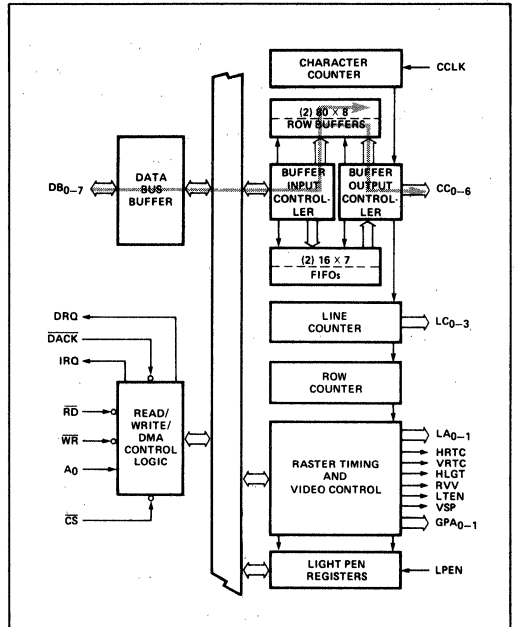 CHARACTER
COUNTER
CCLK
(2) 80 × 8
ROW BUFFERS
DATA
BUS
BUFFER
DB0–7
BUFFER
INPUT
CONTROL-
LER
BUFFER
OUTPUT
CONTROL-
LER
CC0–6
(2) 16 × 7
FIFOs
DRQ
DACK
IRQ
LINE
COUNTER
LC0–3
ROW
COUNTER
RD
WR
A0
CS
READ/
WRITE/
DMA
CONTROL
LOGIC
RASTER TIMING
AND
VIDEO CONTROL
LA0–1
HRTC
VRTC
HLGT
RVV
LTEN
VSP
GPA0–1
LIGHT PEN
REGISTERS
LPEN